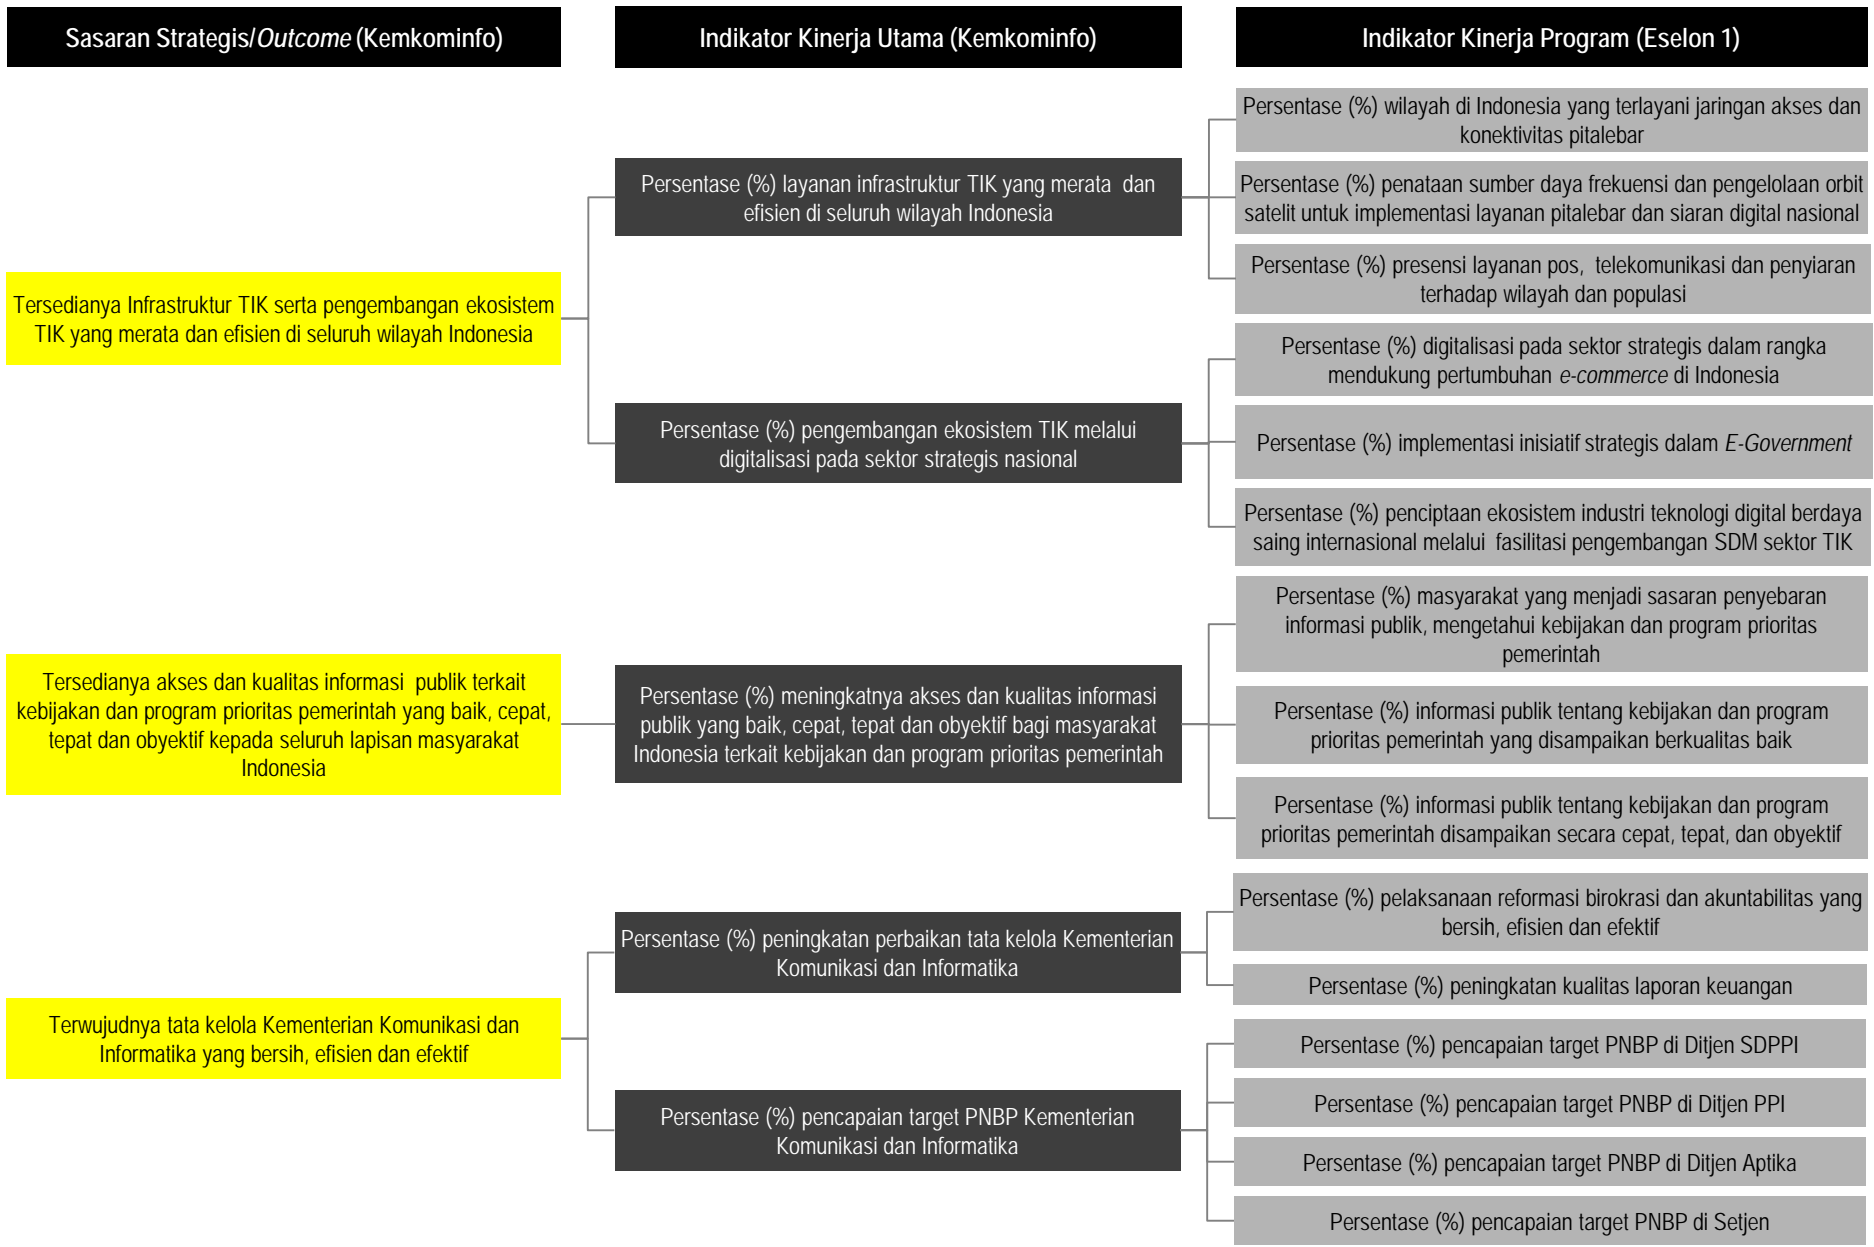 Sasaran Strategis/Outcome (Kemkominfo)
Indikator Kinerja Utama (Kemkominfo)
Indikator Kinerja Program (Eselon 1)
Tersedianya Infrastruktur TIK serta pengembangan ekosistem
TIK yang merata dan efisien di seluruh wilayah Indonesia
Persentase (%) layanan infrastruktur TIK yang merata dan
efisien di seluruh wilayah Indonesia
Persentase (%) wilayah di Indonesia yang terlayani jaringan akses dan
konektivitas pitalebar
Persentase (%) penataan sumber daya frekuensi dan pengelolaan orbit
satelit untuk implementasi layanan pitalebar dan siaran digital nasional
Persentase (%) presensi layanan pos, telekomunikasi dan penyiaran
terhadap wilayah dan populasi
Persentase (%) pengembangan ekosistem TIK melalui
digitalisasi pada sektor strategis nasional
Persentase (%) digitalisasi pada sektor strategis dalam rangka
mendukung pertumbuhan e-commerce di Indonesia
Persentase (%) implementasi inisiatif strategis dalam E-Government
Persentase (%) penciptaan ekosistem industri teknologi digital berdaya
saing internasional melalui fasilitasi pengembangan SDM sektor TIK
Tersedianya akses dan kualitas informasi publik terkait
kebijakan dan program prioritas pemerintah yang baik, cepat,
tepat dan obyektif kepada seluruh lapisan masyarakat
Indonesia
Persentase (%) meningkatnya akses dan kualitas informasi
publik yang baik, cepat, tepat dan obyektif bagi masyarakat
Indonesia terkait kebijakan dan program prioritas pemerintah
Persentase (%) masyarakat yang menjadi sasaran penyebaran
informasi publik, mengetahui kebijakan dan program prioritas
pemerintah
Persentase (%) informasi publik tentang kebijakan dan program
prioritas pemerintah yang disampaikan berkualitas baik
Persentase (%) informasi publik tentang kebijakan dan program
prioritas pemerintah disampaikan secara cepat, tepat, dan obyektif
Terwujudnya tata kelola Kementerian Komunikasi dan
Informatika yang bersih, efisien dan efektif
Persentase (%) peningkatan perbaikan tata kelola Kementerian
Komunikasi dan Informatika
Persentase (%) pelaksanaan reformasi birokrasi dan akuntabilitas yang
bersih, efisien dan efektif
Persentase (%) peningkatan kualitas laporan keuangan
Persentase (%) pencapaian target PNBP Kementerian
Komunikasi dan Informatika
Persentase (%) pencapaian target PNBP di Ditjen SDPPI
Persentase (%) pencapaian target PNBP di Ditjen PPI
Persentase (%) pencapaian target PNBP di Ditjen Aptika
Persentase (%) pencapaian target PNBP di Setjen